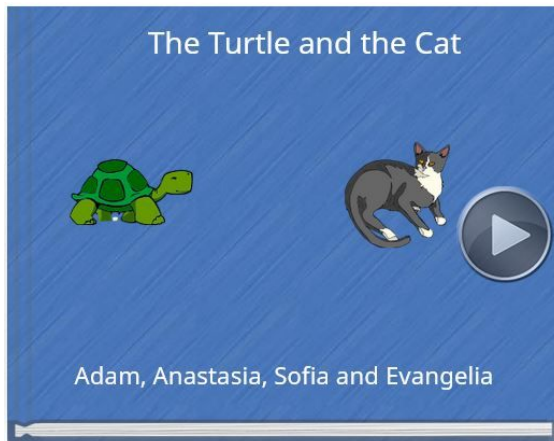 The Turtle and the Cat
Adam, Anastasia, Sofia and Evangelia